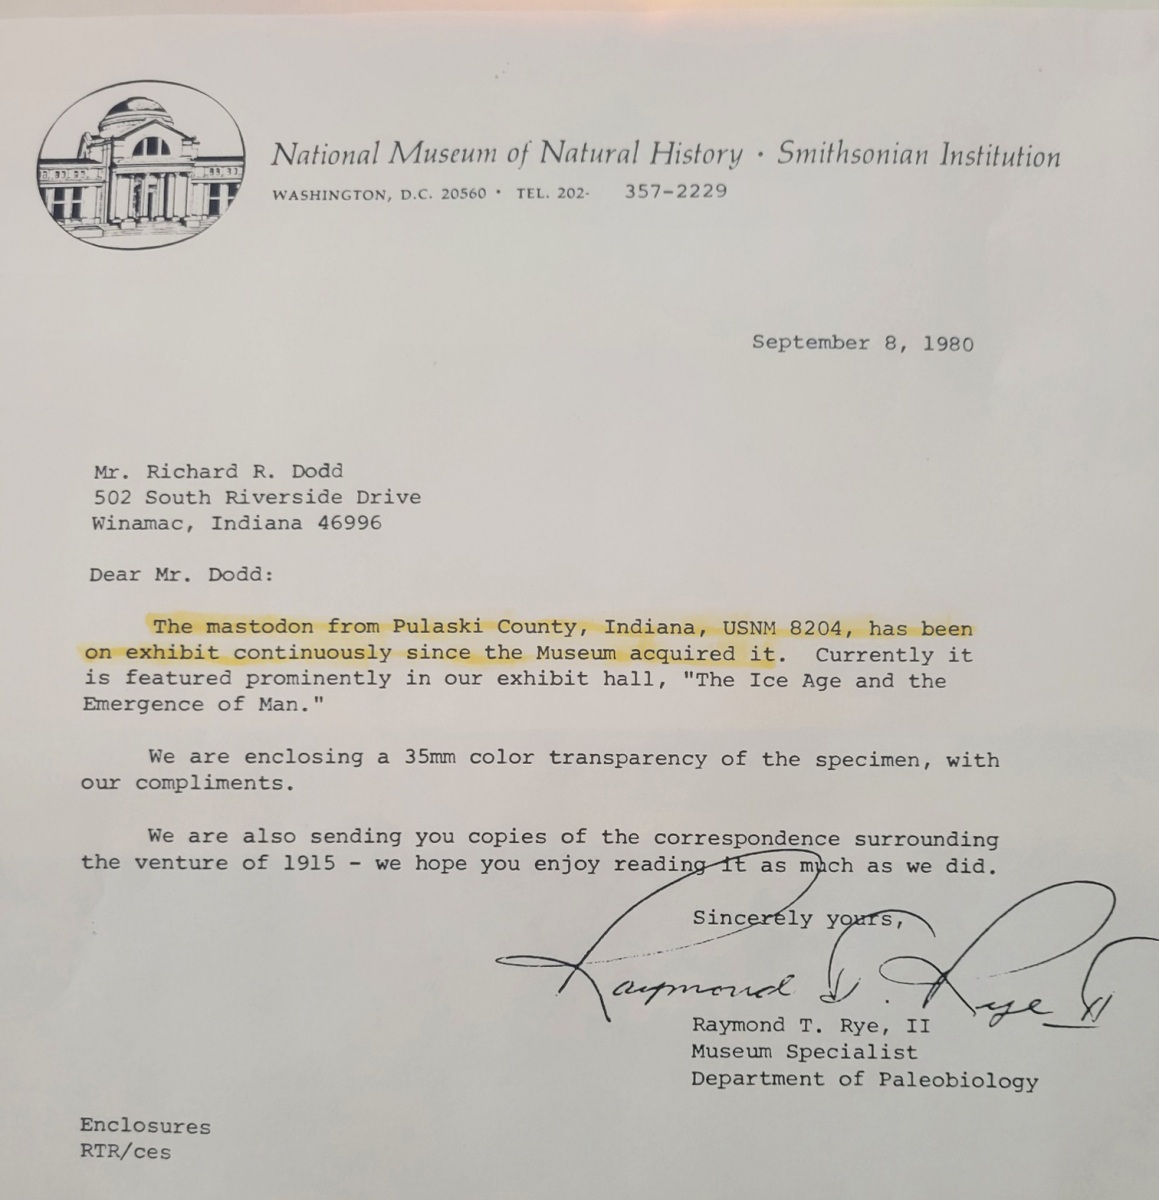 National Museum of Natural History · Smithsonian Institution
WASHINGTON, D.C. 20560 · TEL. 202- 357-2229
September 8, 1980
Mr. Richard R. Dodd
502 South Riverside Drive
Winamac, Indiana 46996
Dear Mr. Dodd:
The mastodon from Pulaski County, Indiana, USNM 8204, has been
on exhibit continuously since the Museum acquired it. Currently it
is featured prominently in our exhibit hall, "The Ice Age and the
Emergence of Man."
We are enclosing a 35mm color transparency of the specimen, with
our compliments.
We are also sending you copies of the correspondence surrounding
the venture of 1915 - we hope you enjoy reading it as much as we did.
Sincerely yours,
Raymond T. Rye II
Raymond T. Rye, II
Museum Specialist
Department of Paleobiology
Enclosures
RTR/ces